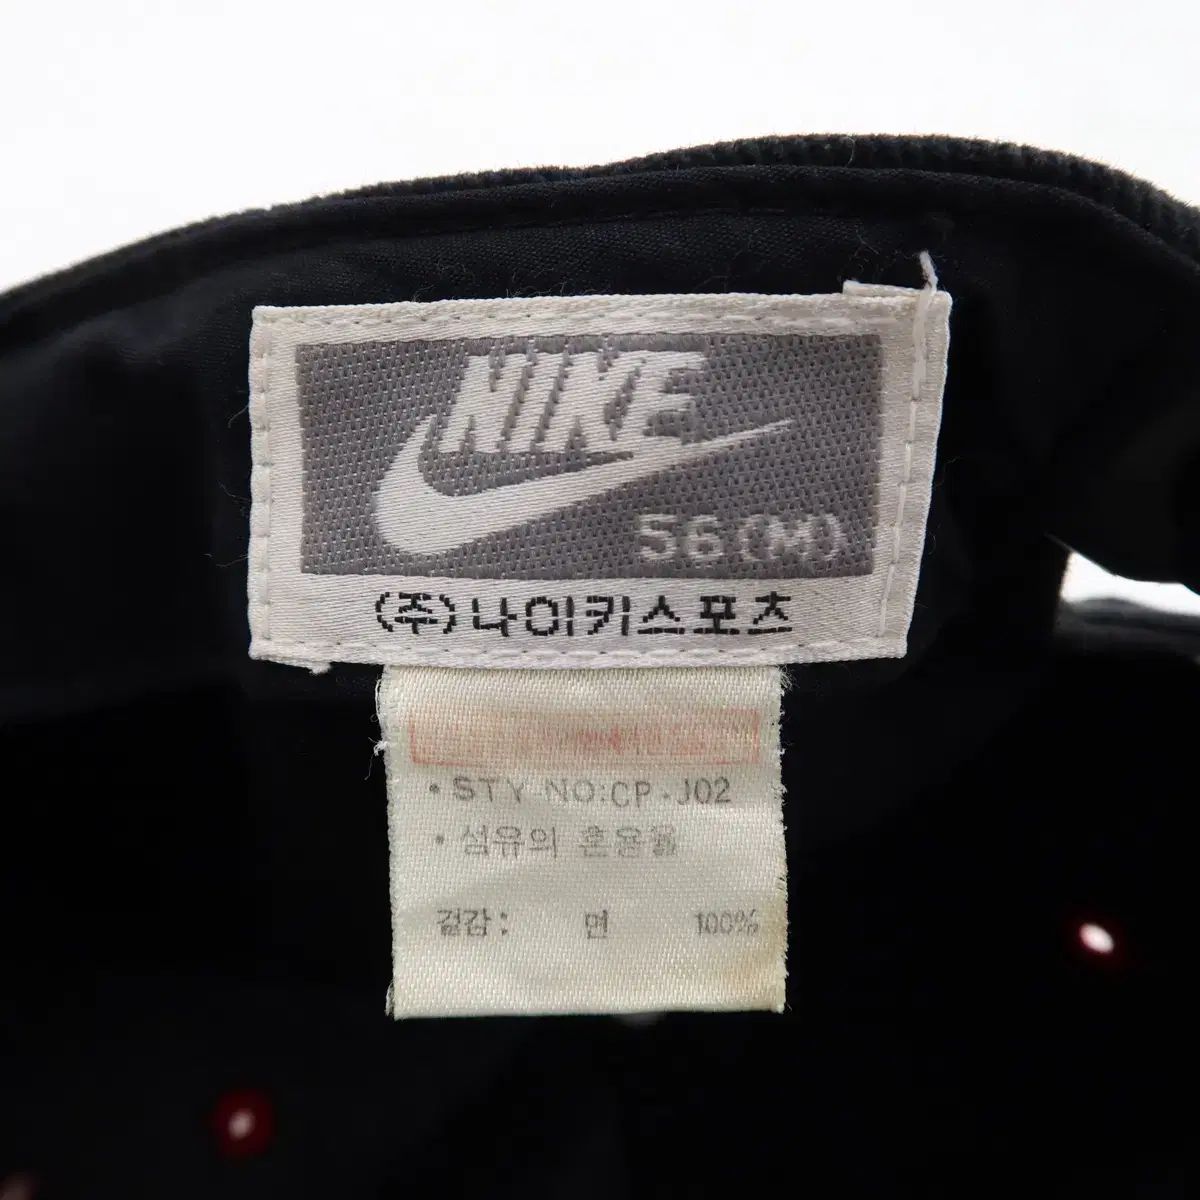 NIKE
56(M)
(주)나이키스포츠
• STY NO:CP-J02
• 섬유의 혼용율
겉감: 면 100%